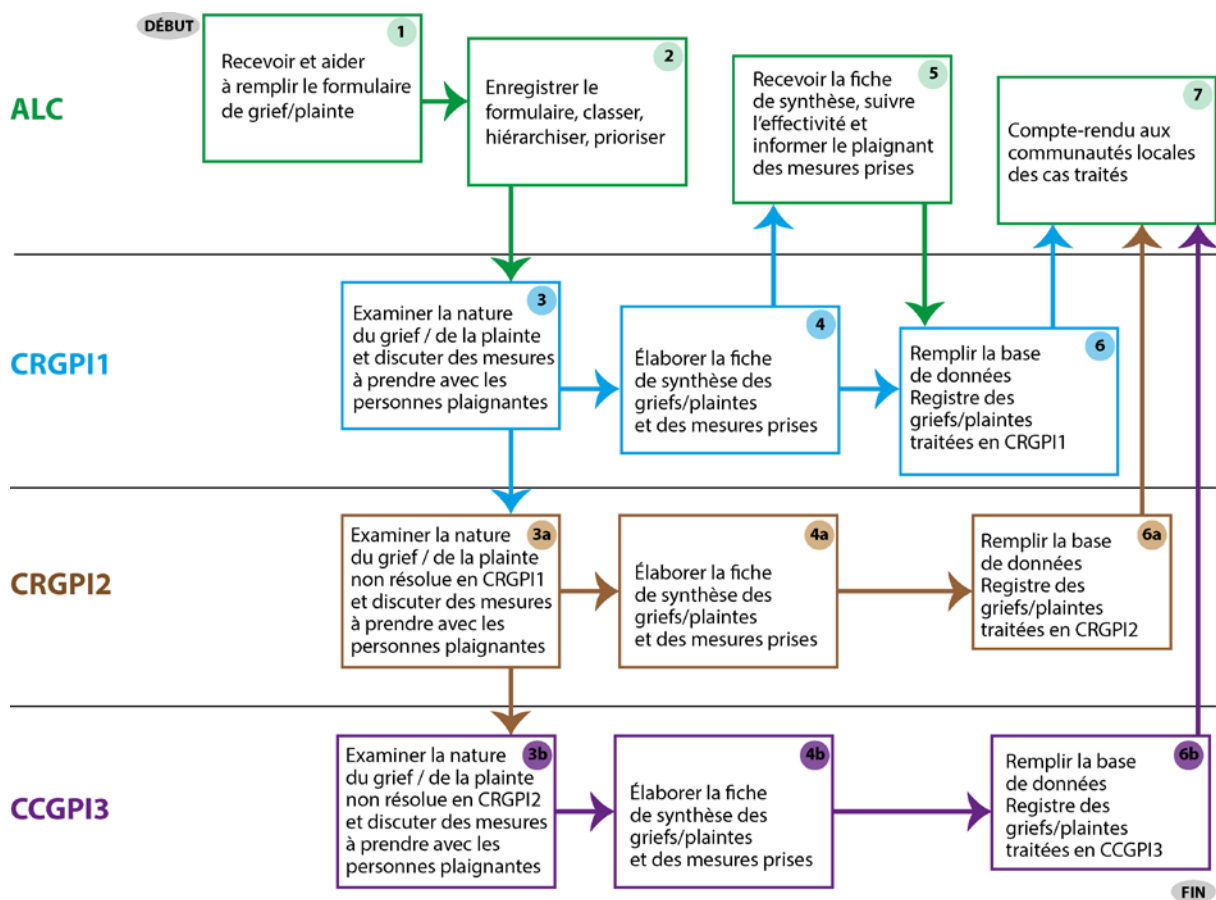 DÉBUT
ALC
1
Recevoir et aider
à remplir le formulaire
de grief/plainte
2
Enregistrer le
formulaire, classer,
hiérarchiser, prioriser
5
Recevoir la fiche
de synthèse, suivre
l'effectivité et
informer le plaignant
des mesures prises
7
Compte-rendu aux
communautés locales
des cas traités
CRGPI1
3
Examiner la nature
du grief / de la plainte
et discuter des mesures
à prendre avec les
personnes plaignantes
4
Élaborer la fiche
de synthèse des
griefs/plaintes
et des mesures prises
6
Remplir la base
de données
Registre des
griefs/plaintes
traitées en CRGPI1
CRGPI2
3a
Examiner la nature
du grief / de la plainte
non résolue en CRGPI1
et discuter des mesures
à prendre avec les
personnes plaignantes
4a
Élaborer la fiche
de synthèse des
griefs/plaintes
et des mesures prises
6a
Remplir la base
de données
Registre des
griefs/plaintes
traitées en CRGPI2
CCGPI3
3b
Examiner la nature
du grief / de la plainte
non résolue en CRGPI2
et discuter des mesures
à prendre avec les
personnes plaignantes
4b
Élaborer la fiche
de synthèse des
griefs/plaintes
et des mesures prises
6b
Remplir la base
de données
Registre des
griefs/plaintes
traitées en CCGPI3
FIN